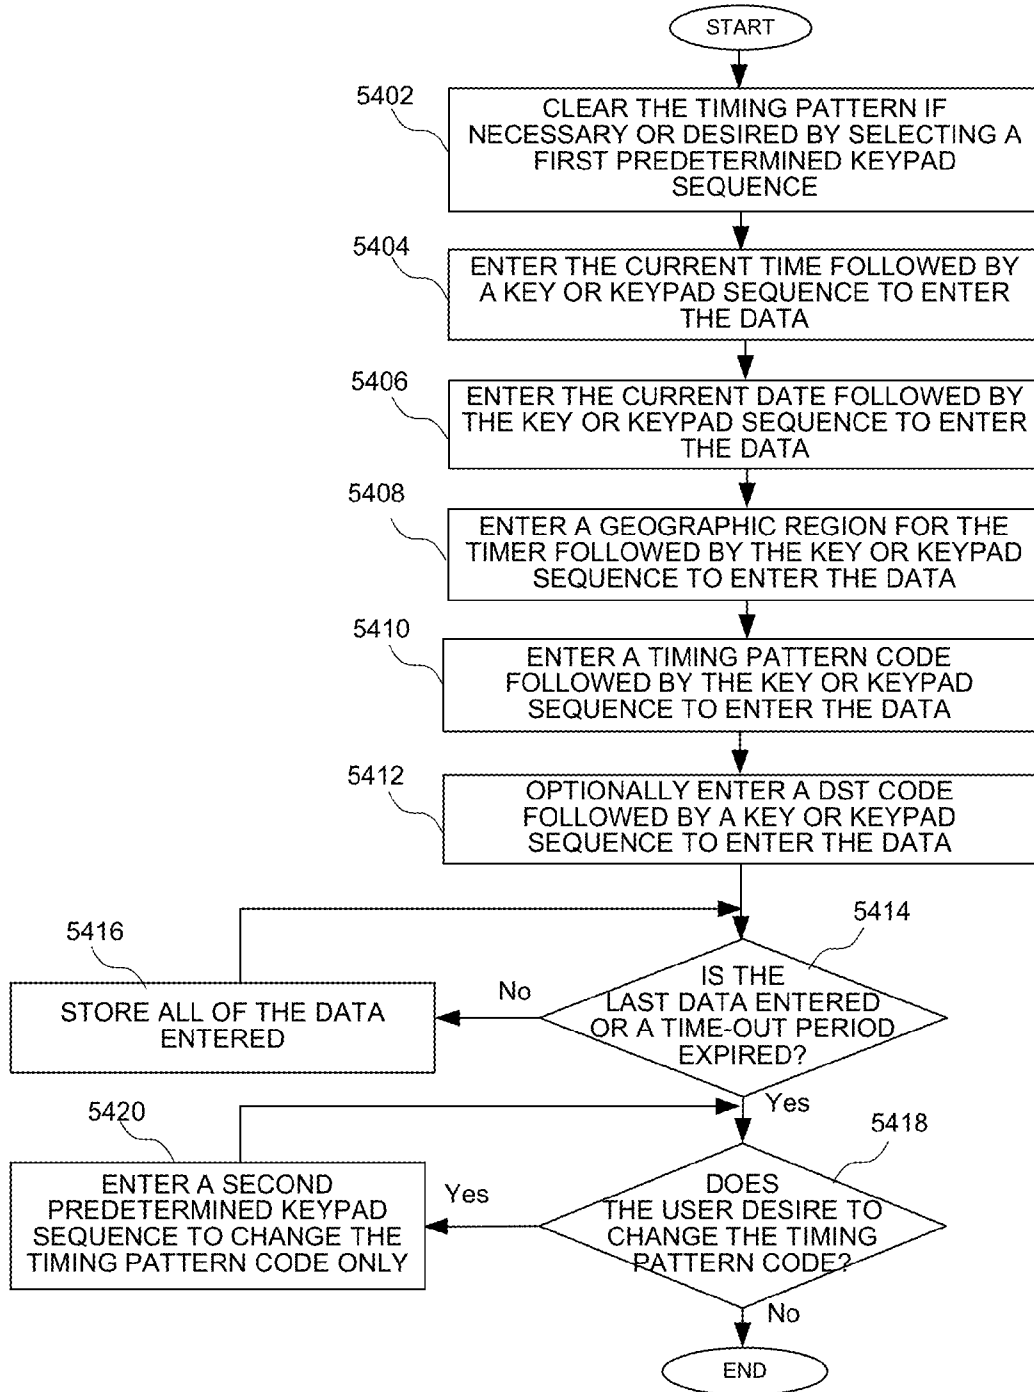 START
5402
CLEAR THE TIMING PATTERN IF
NECESSARY OR DESIRED BY SELECTING A
FIRST PREDETERMINED KEYPAD
SEQUENCE
5404
ENTER THE CURRENT TIME FOLLOWED BY
A KEY OR KEYPAD SEQUENCE TO ENTER
THE DATA
5406
ENTER THE CURRENT DATE FOLLOWED BY
THE KEY OR KEYPAD SEQUENCE TO ENTER
THE DATA
5408
ENTER A GEOGRAPHIC REGION FOR THE
TIMER FOLLOWED BY THE KEY OR KEYPAD
SEQUENCE TO ENTER THE DATA
5410
ENTER A TIMING PATTERN CODE
FOLLOWED BY THE KEY OR KEYPAD
SEQUENCE TO ENTER THE DATA
5412
OPTIONALLY ENTER A DST CODE
FOLLOWED BY A KEY OR KEYPAD
SEQUENCE TO ENTER THE DATA
5414
IS THE
LAST DATA ENTERED
OR A TIME-OUT PERIOD
EXPIRED?
No
5416
STORE ALL OF THE DATA
ENTERED
Yes
5418
DOES
THE USER DESIRE TO
CHANGE THE TIMING
PATTERN CODE?
Yes
5420
ENTER A SECOND
PREDETERMINED KEYPAD
SEQUENCE TO CHANGE THE
TIMING PATTERN CODE ONLY
No
END